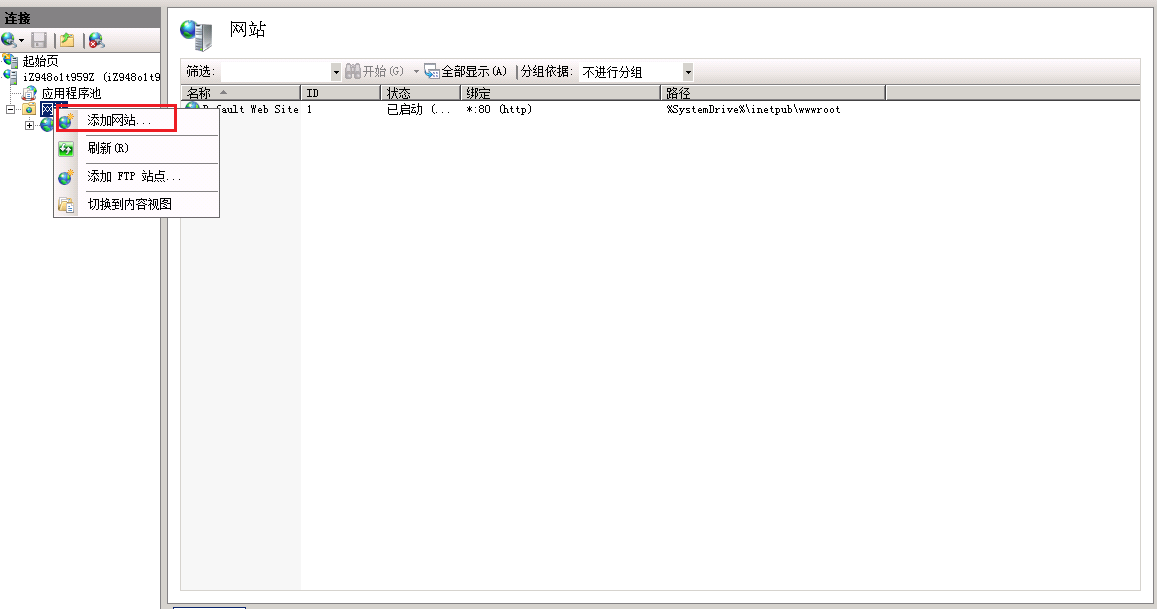 连接
起始页
iZ948o1t959Z (iZ948o1t9
应用程序池
添加网站...
刷新(R)
添加 FTP 站点...
切换到内容视图
网站
筛选: 开始(G) 全部显示(A) 分组依据: 不进行分组
名称 ID 状态 绑定 路径
ault Web Site 1 已启动 (... *:80 (http) %SystemDrive%\inetpub\wwwroot